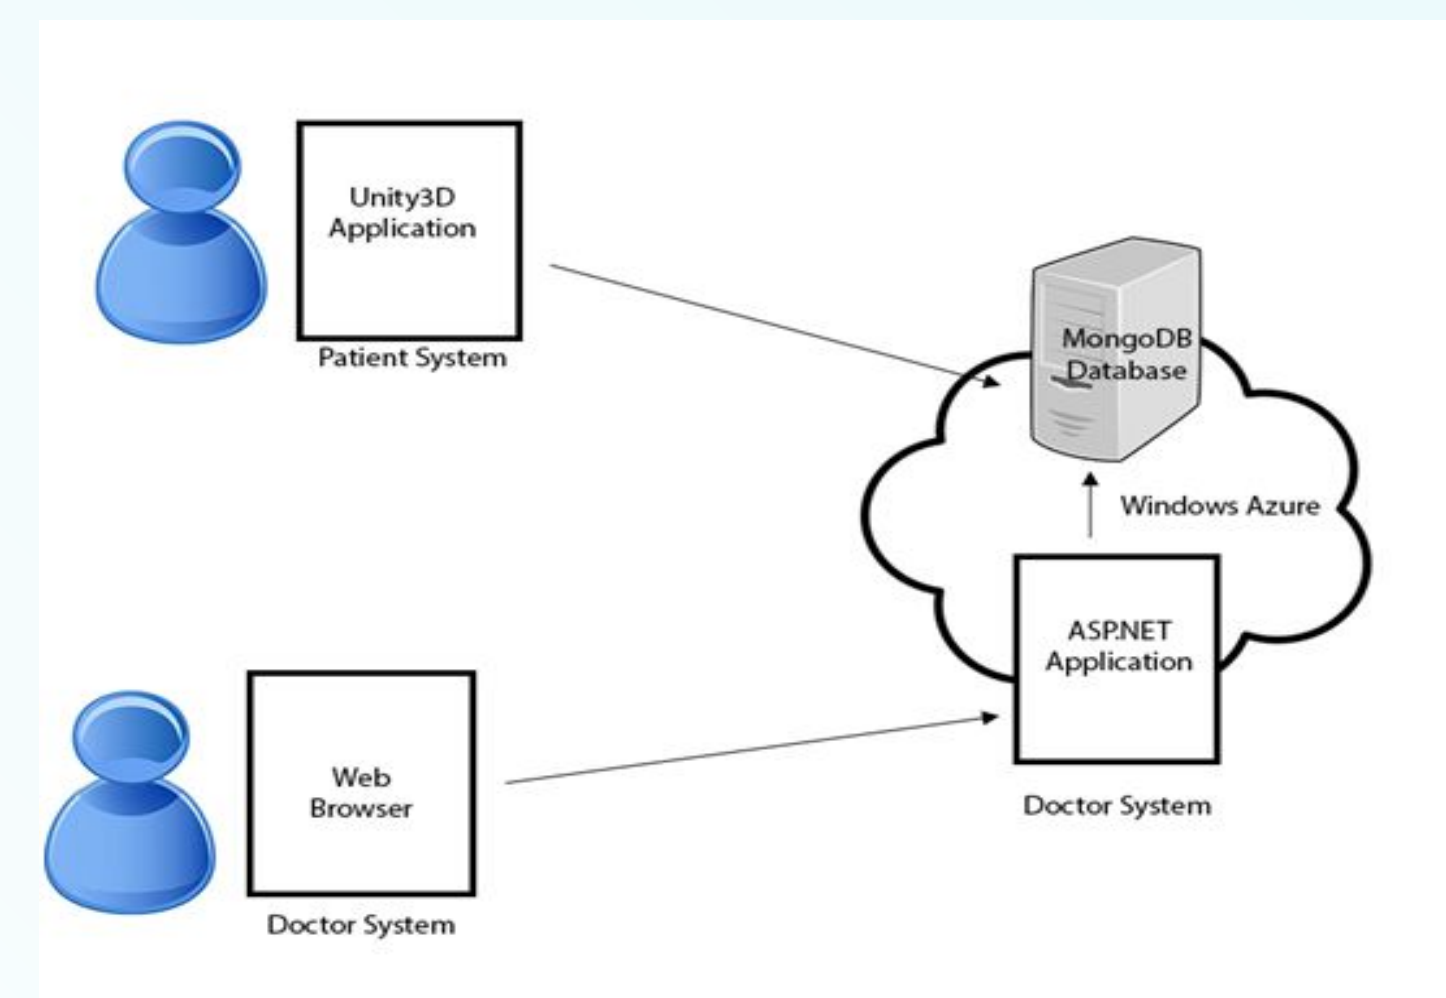 Unity3D
Application
Patient System
MongoDB
Database
Windows Azure
ASP.NET
Application
Doctor System
Web
Browser
Doctor System